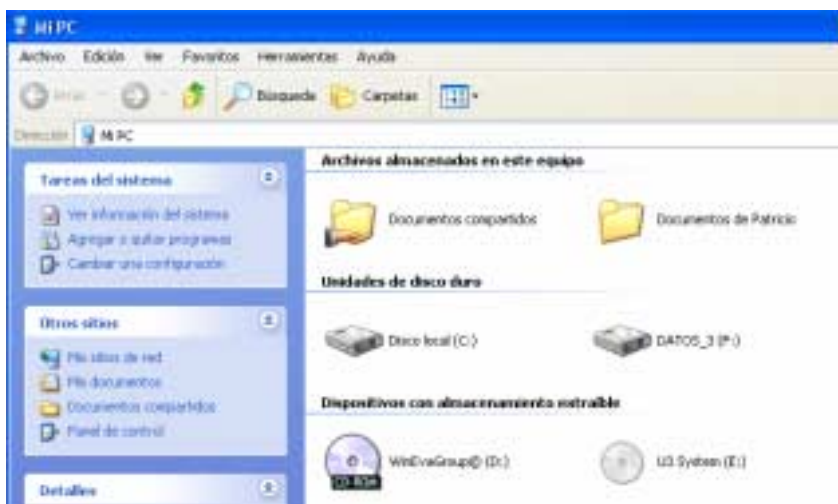 Mi PC
Archivo Edición Ver Favoritos Herramientas Ayuda
Atrás Búsqueda Carpetas
Dirección Mi PC
Tareas del sistema
Ver información del sistema
Agregar o quitar programas
Cambiar una configuración
Otros sitios
Mis sitios de red
Mis documentos
Documentos compartidos
Panel de control
Detalles
Archivos almacenados en este equipo
Documentos compartidos Documentos de Patricio
Unidades de disco duro
Disco local (C:) DATOS_3 (F:)
Dispositivos con almacenamiento extraíble
CD-ROM WinEvaGroup© (D:) U3 System (E:)